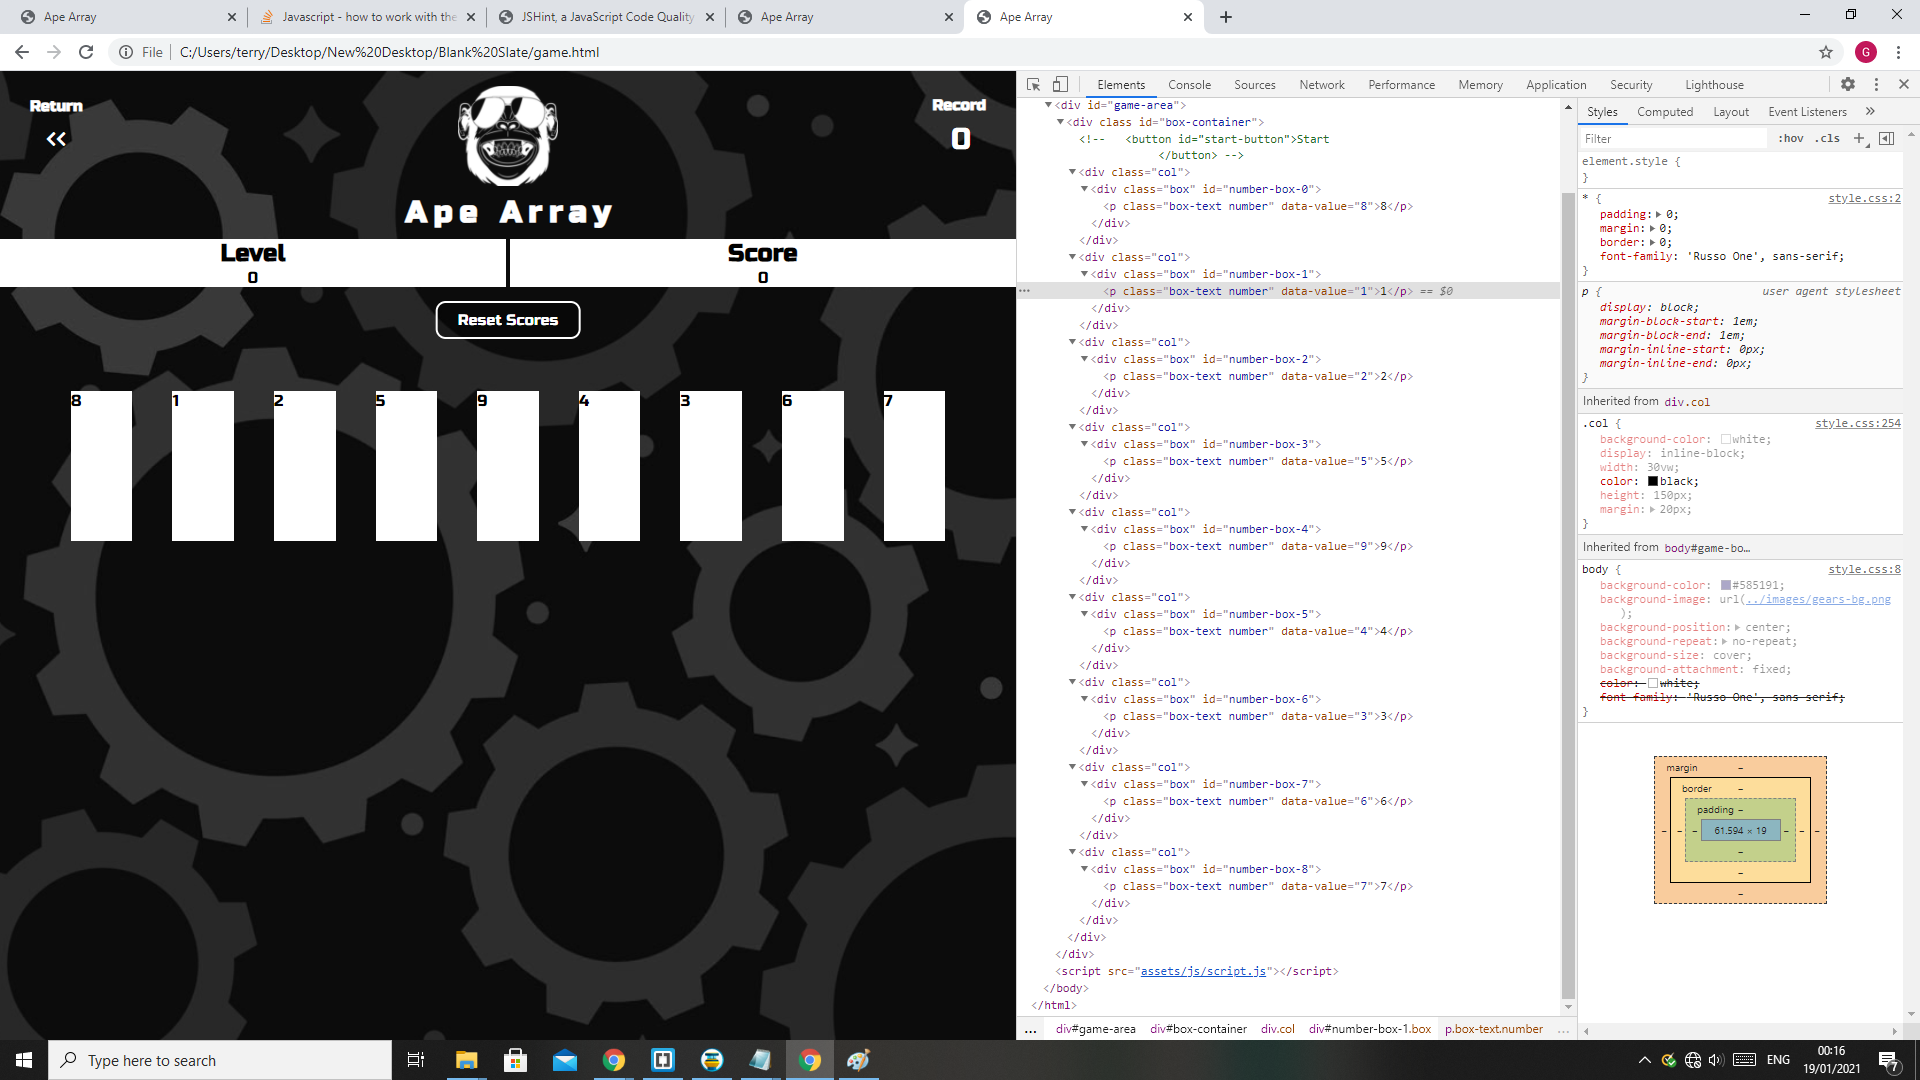 Ape Array
Javascript - how to work with the
JSHint, a JavaScript Code Quality
Ape Array
Ape Array
File
C:/Users/terry/Desktop/New%20Desktop/Blank%20Slate/game.html
G
Return
Record
0
Ape Array
Level
0
Score
0
Reset Scores
8
1
2
5
9
4
3
6
7
Elements
Console
Sources
Network
Performance
Memory
Application
Security
Lighthouse
<div id="game-area">
<div class id="box-container">
<!-- <button id="start-button">Start
</button> -->
<div class="col">
<div class="box" id="number-box-0">
<p class="box-text number" data-value="8">8</p>
</div>
</div>
<div class="col">
<div class="box" id="number-box-1">
<p class="box-text number" data-value="1">1</p> == $0
</div>
</div>
<div class="col">
<div class="box" id="number-box-2">
<p class="box-text number" data-value="2">2</p>
</div>
</div>
<div class="col">
<div class="box" id="number-box-3">
<p class="box-text number" data-value="5">5</p>
</div>
</div>
<div class="col">
<div class="box" id="number-box-4">
<p class="box-text number" data-value="9">9</p>
</div>
</div>
<div class="col">
<div class="box" id="number-box-5">
<p class="box-text number" data-value="4">4</p>
</div>
</div>
<div class="col">
<div class="box" id="number-box-6">
<p class="box-text number" data-value="3">3</p>
</div>
</div>
<div class="col">
<div class="box" id="number-box-7">
<p class="box-text number" data-value="6">6</p>
</div>
</div>
<div class="col">
<div class="box" id="number-box-8">
<p class="box-text number" data-value="7">7</p>
</div>
</div>
</div>
</div>
<script src="assets/js/script.js"></script>
</body>
</html>
... div#game-area div#box-container div.col div#number-box-1.box p.box-text.number ...
Styles
Computed
Layout
Event Listeners
Filter
:hov
.cls
element.style {
}
* { style.css:2
padding: 0;
margin: 0;
border: 0;
font-family: 'Russo One', sans-serif;
}
p { user agent stylesheet
display: block;
margin-block-start: 1em;
margin-block-end: 1em;
margin-inline-start: 0px;
margin-inline-end: 0px;
}
Inherited from div.col
.col { style.css:254
background-color: white;
display: inline-block;
width: 30vw;
color: black;
height: 150px;
margin: 20px;
}
Inherited from body#game-bo…
body { style.css:8
background-color: #585191;
background-image: url(../images/gears-bg.png
);
background-position: center;
background-repeat: no-repeat;
background-size: cover;
background-attachment: fixed;
color: white;
font-family: 'Russo One', sans-serif;
}
margin –
border –
padding –
– – – 61.594 × 19 – – –
–
–
–
Type here to search
ENG
00:16
19/01/2021
7